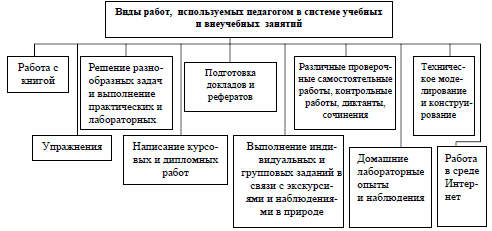 Виды работ, используемых педагогом в системе учебных
и внеучебных занятий
Работа с
книгой
Решение разно-
образных задач
и выполнение
практических и
лабораторных
Подготовка
докладов и
рефератов
Различные провероч-
ные самостоятельные
работы, контрольные
работы, диктанты,
сочинения
Техничес-
кое моде-
лирование
и конструи-
рование
Упражнения
Написание курсо-
вых и дипломных
работ
Выполнение инди-
видуальных и
групповых заданий в
связи с экскурси-
ями и наблюдения-
ми в природе
Домашние
лабораторные
опыты
и наблюдения
Работа
в среде
Интер-
нет